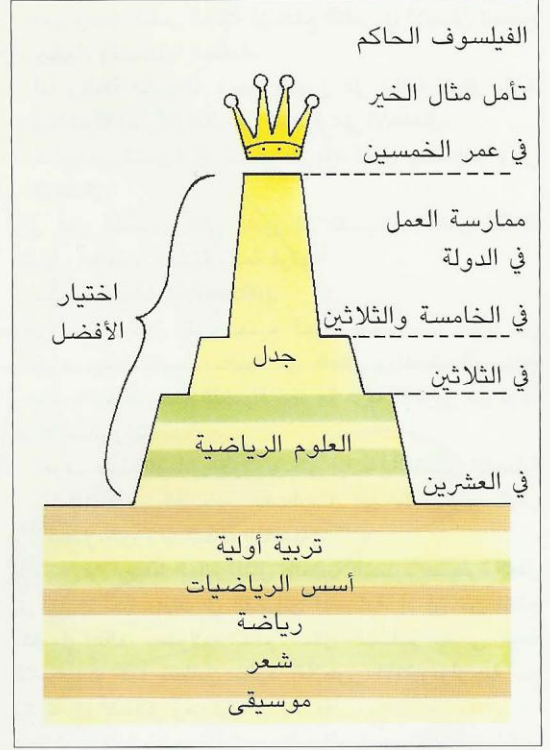 الفيلسوف الحاكم
تأمل مثال الخير
في عمر الخمسين
ممارسة العمل
في الدولة
اختيار
الأفضل
في الخامسة والثلاثين
جدل
في الثلاثين
العلوم الرياضية
في العشرين
تربية أولية
أسس الرياضيات
رياضة
شعر
موسيقى